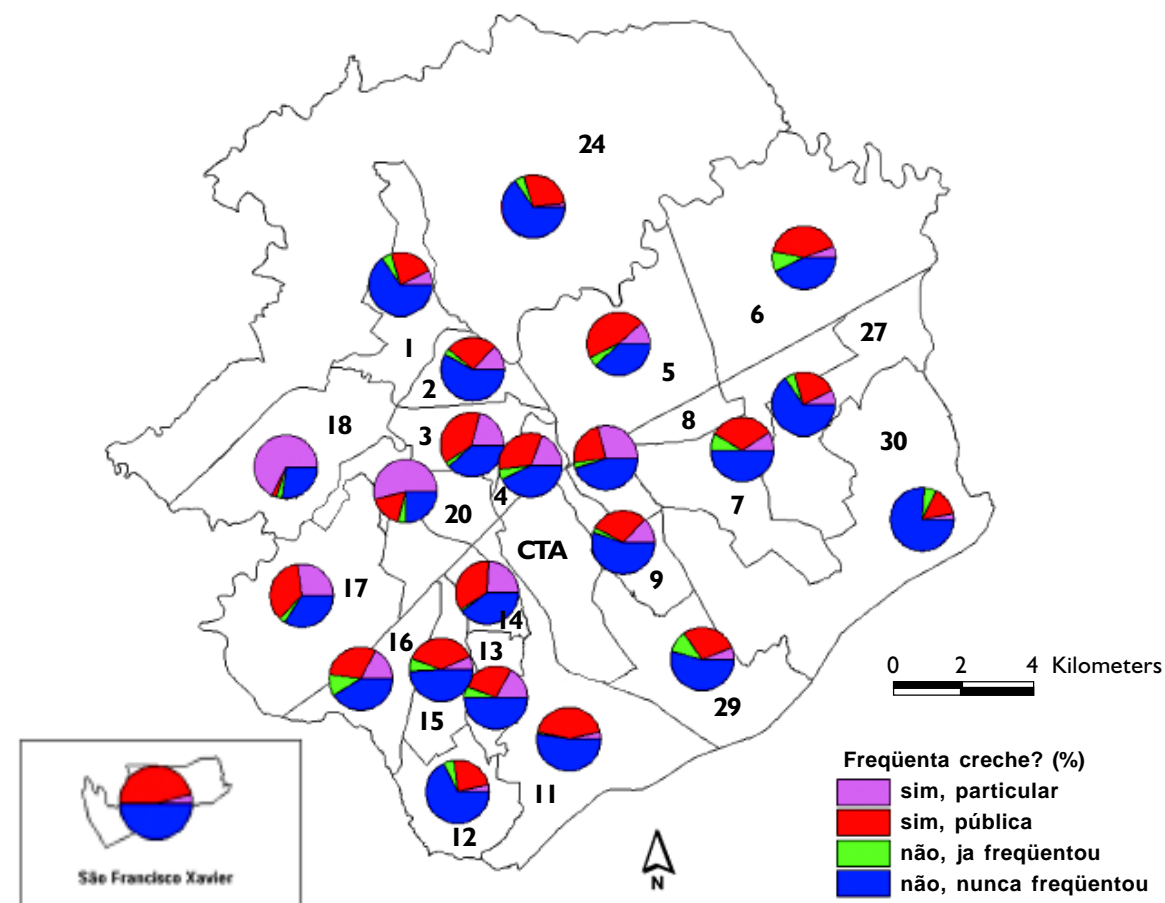 24
6
27
1
5
2
8
18
3
30
4
7
20
CTA
9
17
14
16
13
0 2 4 Kilometers
15
29
11
12
N
São Francisco Xavier
Freqüenta creche? (%)
sim, particular
sim, pública
não, ja freqüentou
não, nunca freqüentou